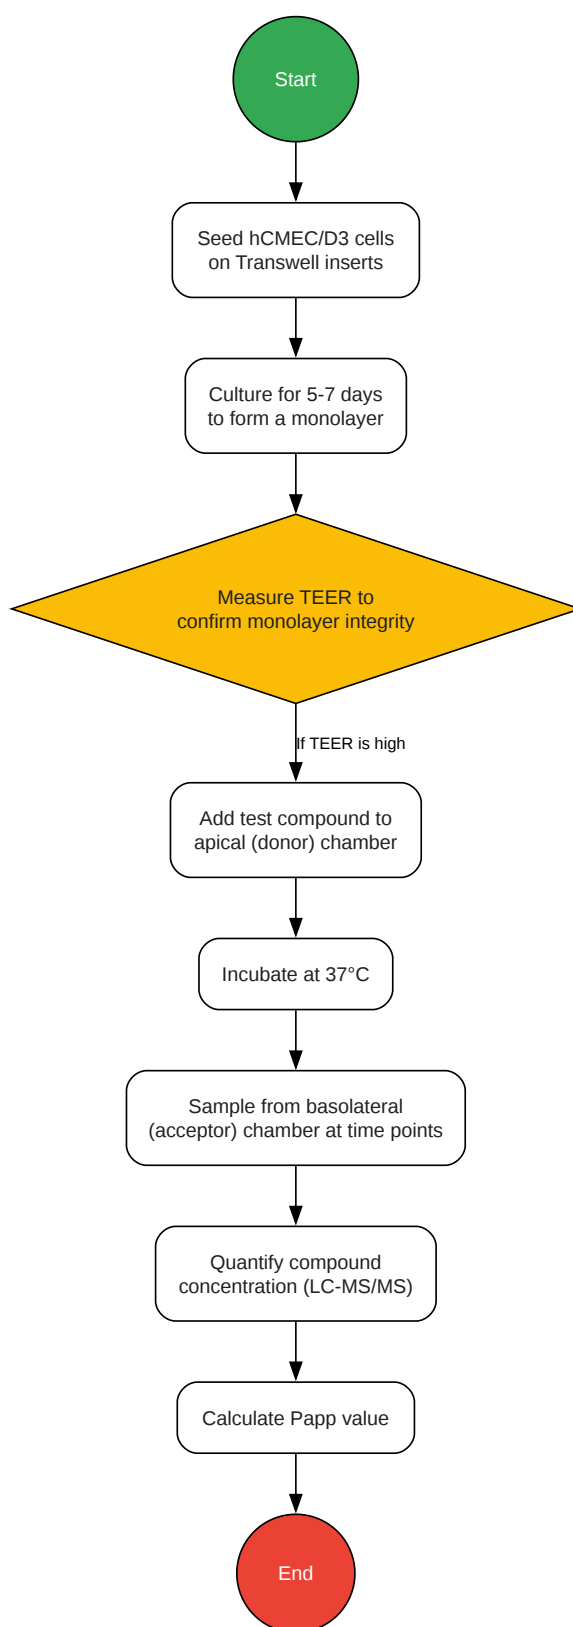 Start
Seed hCMEC/D3 cells
on Transwell inserts
Culture for 5-7 days
to form a monolayer
Measure TEER to
confirm monolayer integrity
If TEER is high
Add test compound to
apical (donor) chamber
Incubate at 37°C
Sample from basolateral
(acceptor) chamber at time points
Quantify compound
concentration (LC-MS/MS)
Calculate Papp value
End